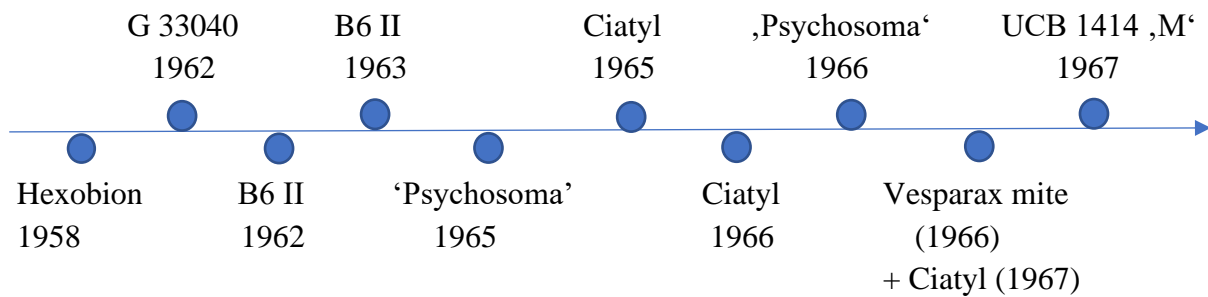 G 33040 B6 II Ciatyl ‚Psychosoma‘ UCB 1414 ‚M‘
1962 1963 1965 1966 1967
Hexobion B6 II ‘Psychosoma’ Ciatyl Vesparax mite
1958 1962 1965 1966 (1966)
+ Ciatyl (1967)